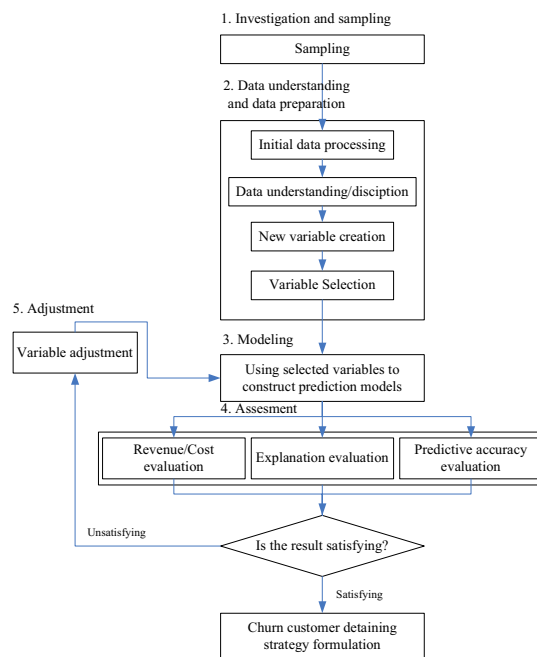 1. Investigation and sampling
Sampling
2. Data understanding
and data preparation
Initial data processing
Data understanding/disciption
New variable creation
Variable Selection
5. Adjustment
Variable adjustment
3. Modeling
Using selected variables to
construct prediction models
4. Assesment
Revenue/Cost
evaluation
Explanation evaluation
Predictive accuracy
evaluation
Unsatisfying
Is the result satisfying?
Satisfying
Churn customer detaining
strategy formulation